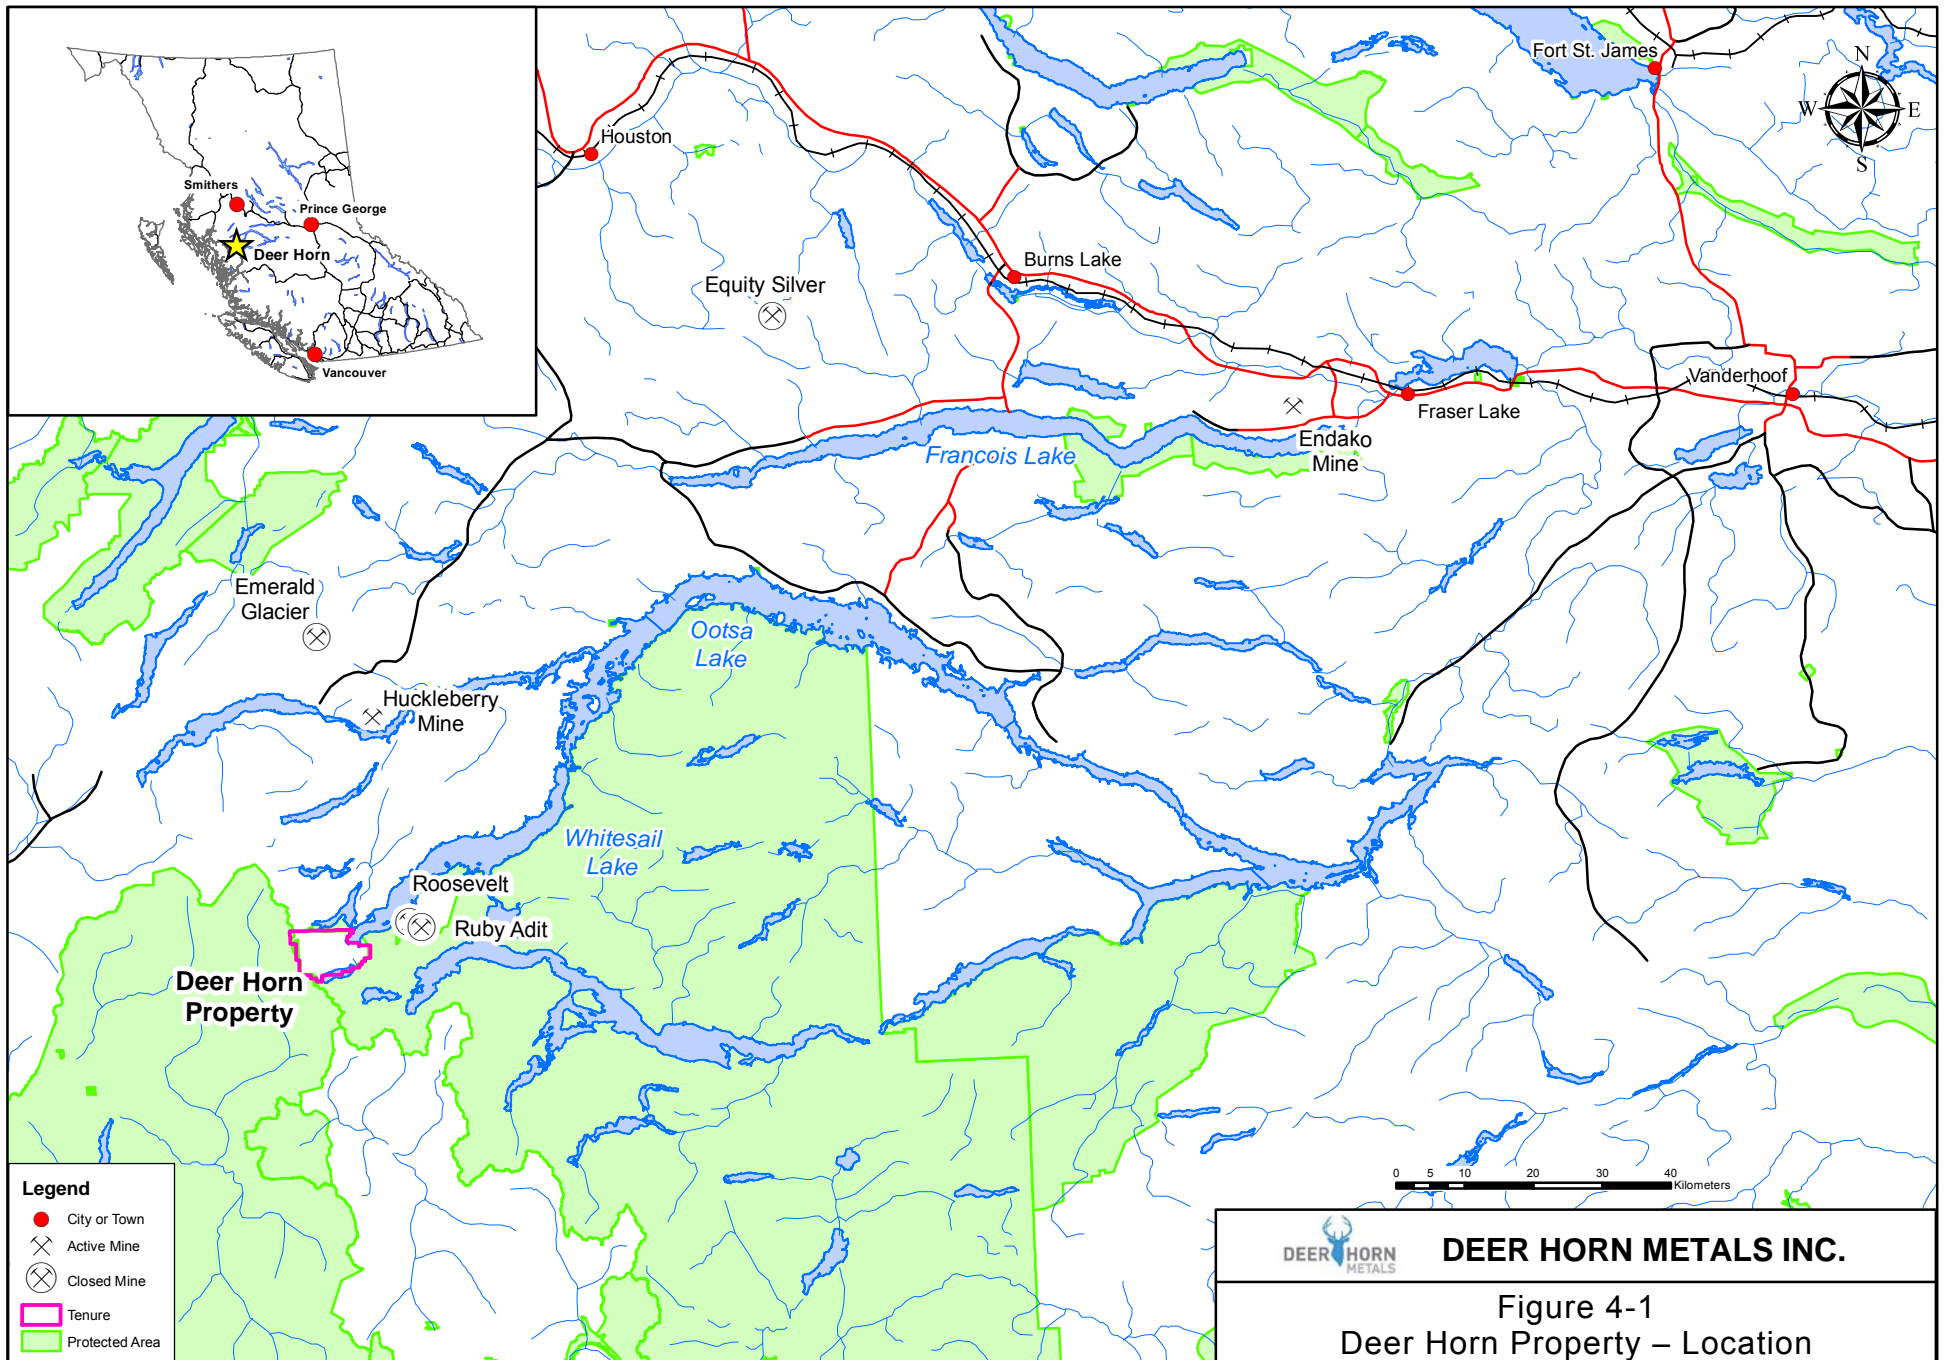 Smithers
Prince George
Deer Horn
Vancouver
Fort St. James
N
W
E
S
Houston
Burns Lake
Equity Silver
Vanderhoof
Fraser Lake
Francois Lake
Endako
Mine
Emerald
Glacier
Ootsa
Lake
Huckleberry
Mine
Whitesail
Lake
Roosevelt
Ruby Adit
Deer Horn
Property
0 5 10 20 30 40
Kilometers
Legend
City or Town
Active Mine
Closed Mine
Tenure
Protected Area
DEER HORN
METALS
DEER HORN METALS INC.
Figure 4-1
Deer Horn Property – Location